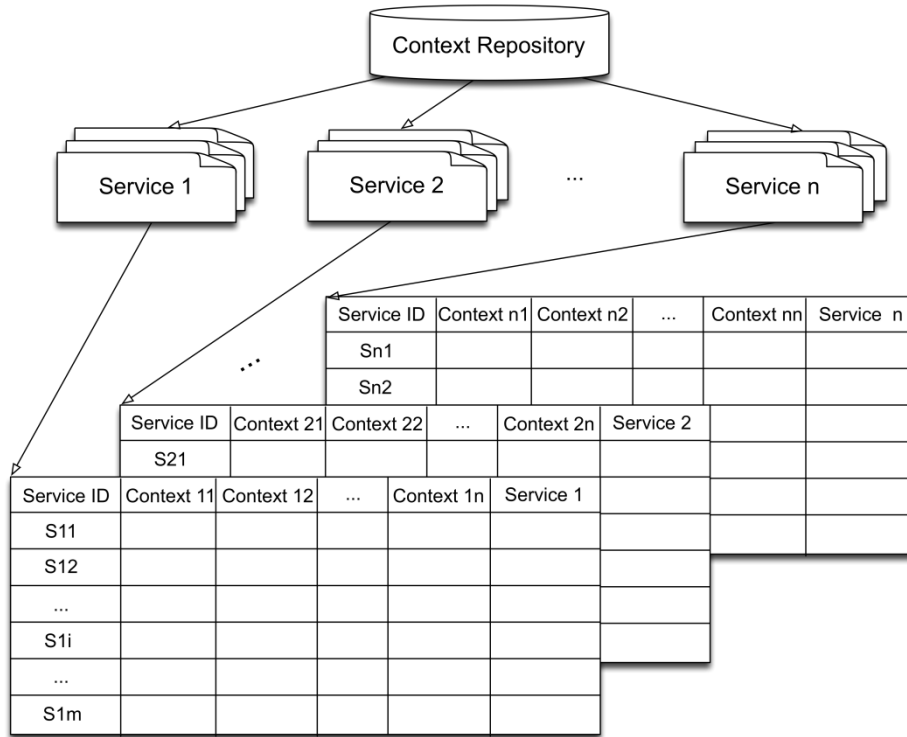 Context Repository
Service 1
Service 2
...
Service n
...
Service ID Context n1 Context n2 ... Context nn Service n
Sn1
Sn2
Service ID Context 21 Context 22 ... Context 2n Service 2
S21
Service ID Context 11 Context 12 ... Context 1n Service 1
S11
S12
...
S1i
...
S1m